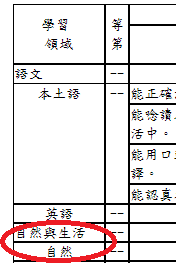 學習
領域
等
第
語文
--
本土語
--
能正確
能唸讀
活中。
能用口
譯。
能認真
英語
--
自然與生活
--
自然
--